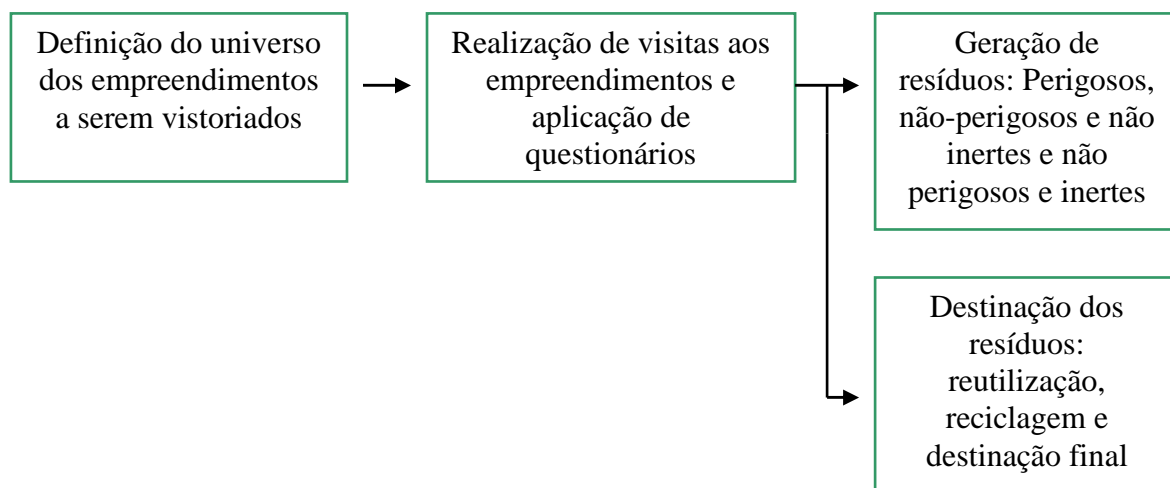 Definição do universo
dos empreendimentos
a serem vistoriados
Realização de visitas aos
empreendimentos e
aplicação de
questionários
Geração de
resíduos: Perigosos,
não-perigosos e não
inertes e não
perigosos e inertes
Destinação dos
resíduos:
reutilização,
reciclagem e
destinação final